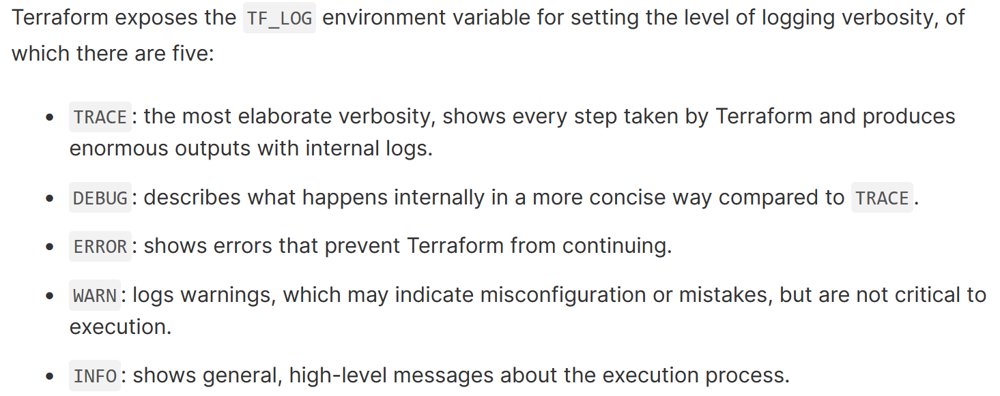 Terraform exposes the TF_LOG environment variable for setting the level of logging verbosity, of
which there are five:
• TRACE: the most elaborate verbosity, shows every step taken by Terraform and produces
enormous outputs with internal logs.
• DEBUG: describes what happens internally in a more concise way compared to TRACE.
• ERROR: shows errors that prevent Terraform from continuing.
• WARN: logs warnings, which may indicate misconfiguration or mistakes, but are not critical to
execution.
• INFO: shows general, high-level messages about the execution process.